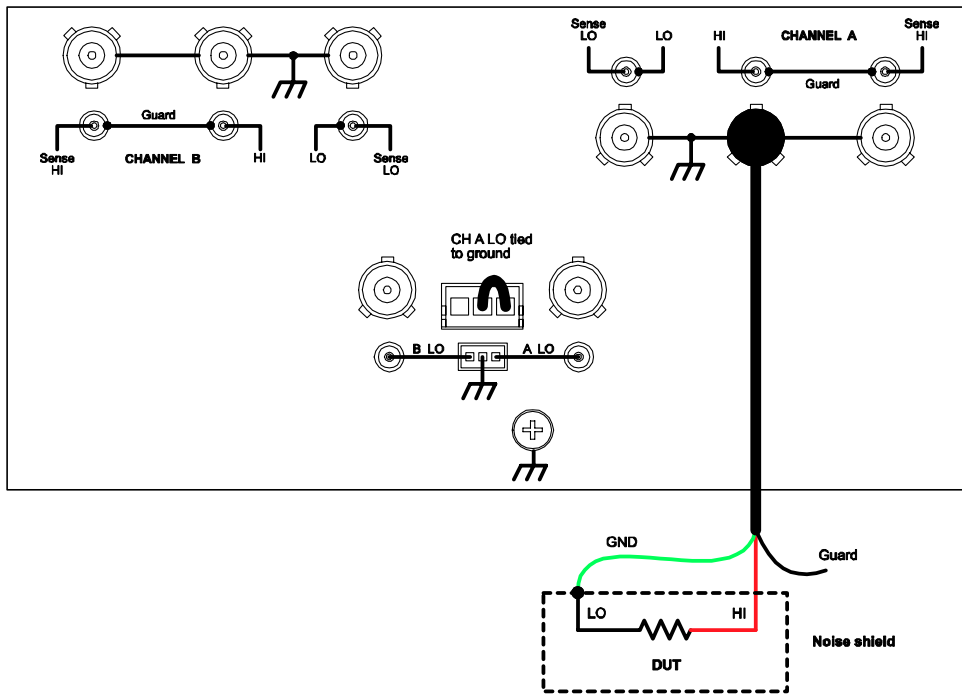 Sense
LO
LO
HI
CHANNEL A
Sense
HI
Guard
Guard
Sense
HI
CHANNEL B
HI
LO
Sense
LO
CH A LO tied
to ground
B LO
A LO
GND
Guard
LO
HI
DUT
Noise shield